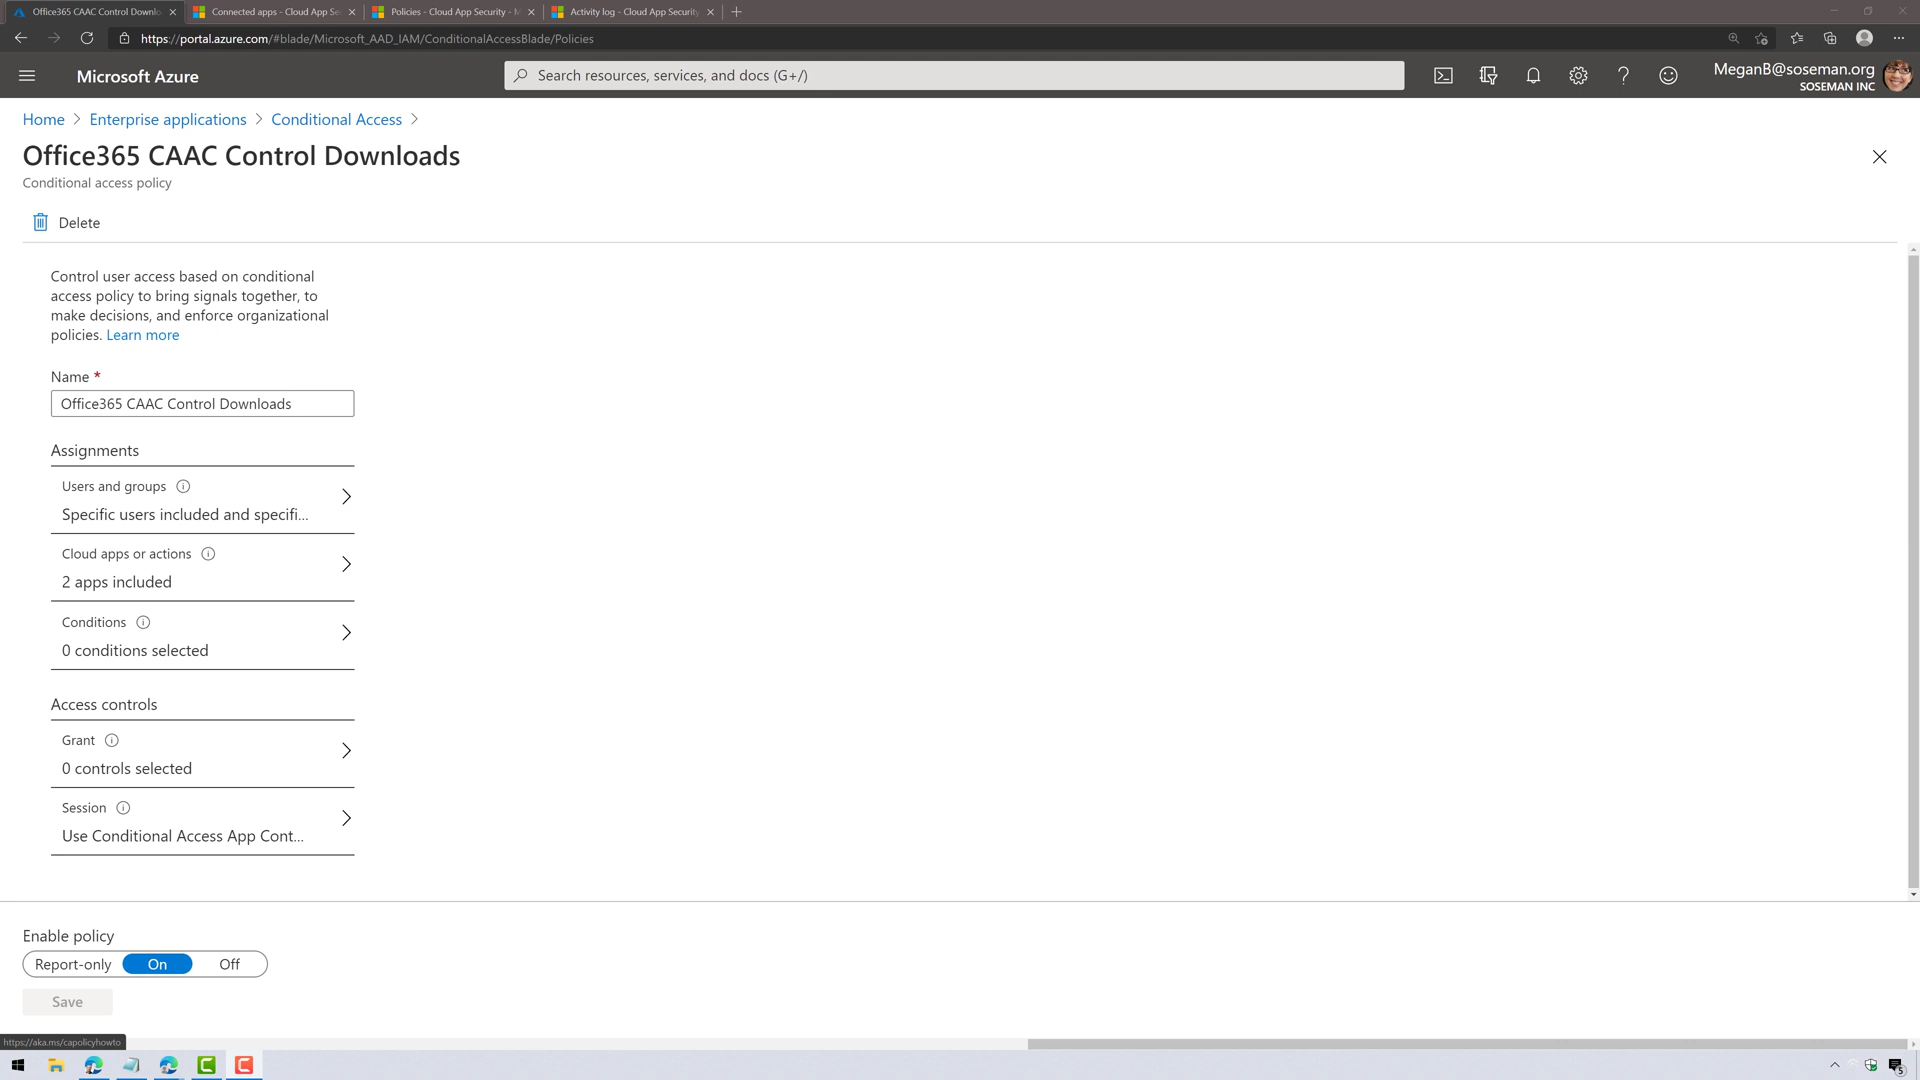 Office365 CAAC Control Downlo
Connected apps - Cloud App Se
Policies - Cloud App Security - M
Activity log - Cloud App Security
https://portal.azure.com/#blade/Microsoft_AAD_IAM/ConditionalAccessBlade/Policies
Microsoft Azure
Search resources, services, and docs (G+/)
MeganB@soseman.org
SOSEMAN INC
Home > Enterprise applications > Conditional Access >
Office365 CAAC Control Downloads
Conditional access policy
Delete
Control user access based on conditional
access policy to bring signals together, to
make decisions, and enforce organizational
policies. Learn more
Name *
Office365 CAAC Control Downloads
Assignments
Users and groups
Specific users included and specifi...
Cloud apps or actions
2 apps included
Conditions
0 conditions selected
Access controls
Grant
0 controls selected
Session
Use Conditional Access App Cont...
Enable policy
Report-only On Off
Save
https://aka.ms/capolicyhowto
5